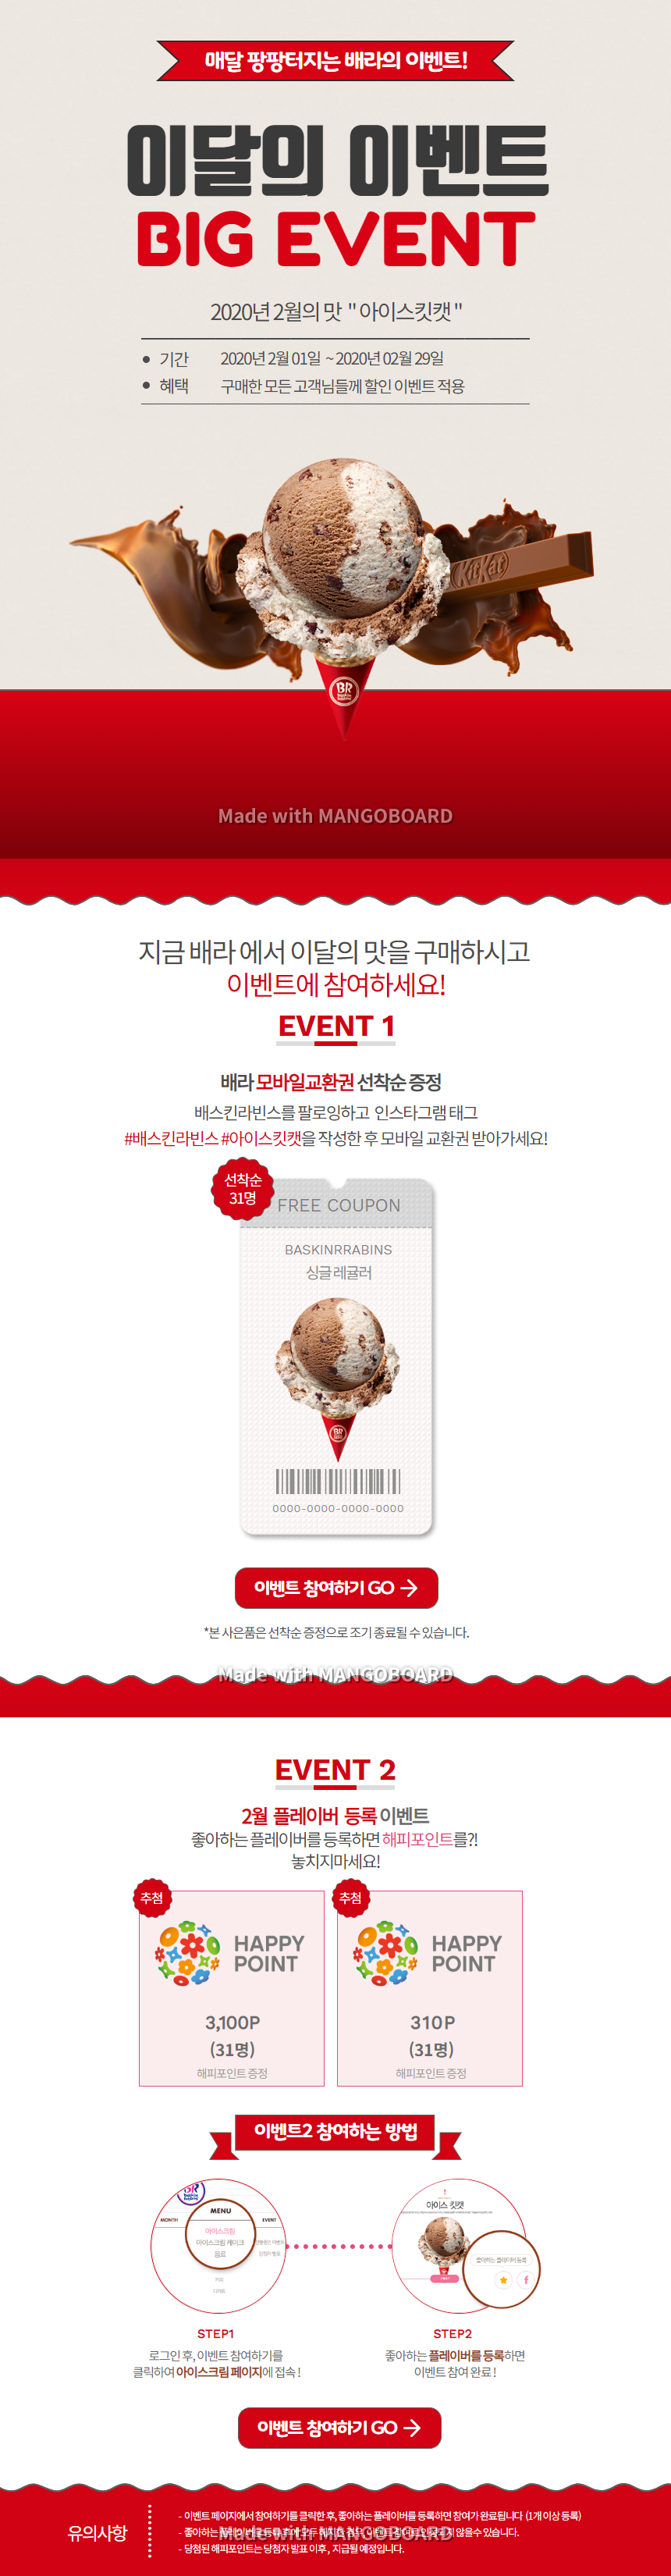 매달 팡팡터지는 배라의 이벤트!
이달의 이벤트
BIG EVENT
2020년 2월의 맛 "아이스킷캣"
● 기간 2020년 2월 01일 ~ 2020년 02월 29일
● 혜택 구매한 모든 고객님들께 할인 이벤트 적용
KitKat
BR
Made with MANGOBOARD
지금 배라 에서 이달의 맛을 구매하시고
이벤트에 참여하세요!
EVENT 1
배라 모바일교환권 선착순 증정
배스킨라빈스를 팔로잉하고 인스타그램 태그
#배스킨라빈스 #아이스킷캣을 작성한 후 모바일 교환권 받아가세요!
선착순
31명
FREE COUPON
BASKINRRABINS
싱글 레귤러
BR
0000-0000-0000-0000
이벤트 참여하기 GO →
*본 사은품은 선착순 증정으로 조기 종료될 수 있습니다.
Made with MANGOBOARD
EVENT 2
2월 플레이버 등록 이벤트
좋아하는 플레이버를 등록하면 해피포인트를?!
놓치지마세요!
추첨
HAPPY
POINT
3,100P
(31명)
해피포인트 증정
추첨
HAPPY
POINT
310P
(31명)
해피포인트 증정
이벤트2 참여하는 방법
MONTH
MENU
EVENT
아이스크림
아이스크림 케이크
음료
커피
디저트
아이스 킷캣
좋아하는 플레이버 등록
STEP1
로그인 후, 이벤트 참여하기를
클릭하여 아이스크림 페이지에 접속 !
STEP2
좋아하는 플레이버를 등록하면
이벤트 참여 완료 !
이벤트 참여하기 GO →
유의사항
- 이벤트 페이지에서 참여하기를 클릭한 후, 좋아하는 플레이버를 등록하면 참여가 완료됩니다 (1개 이상 등록)
- 좋아하는 않을수 있습니다.
Made with MANGOBOARD
- 당첨된 해피포인트는 당첨자 발표 이후 , 지급될 예정입니다.